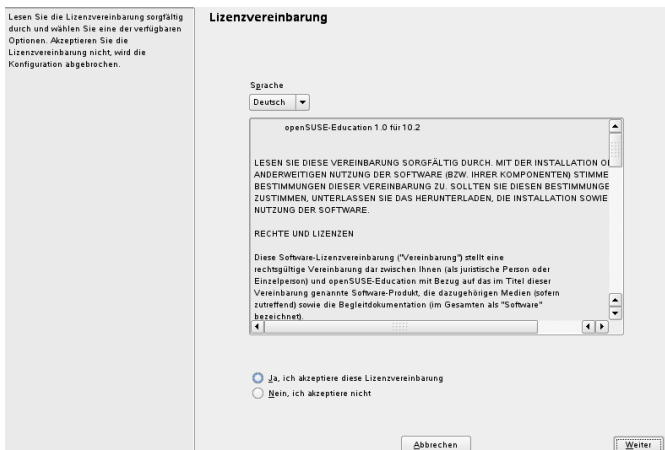 Lesen Sie die Lizenzvereinbarung sorgfältig
durch und wählen Sie eine der verfügbaren
Optionen. Akzeptieren Sie die
Lizenzvereinbarung nicht, wird die
Konfiguration abgebrochen.
Lizenzvereinbarung
Sprache
Deutsch
openSUSE-Education 1.0 für 10.2
LESEN SIE DIESE VEREINBARUNG SORGFÄLTIG DURCH. MIT DER INSTALLATION OD
ANDERWEITIGEN NUTZUNG DER SOFTWARE (BZW. IHRER KOMPONENTEN) STIMME
BESTIMMUNGEN DIESER VEREINBARUNG ZU. SOLLTEN SIE DIESEN BESTIMMUNGE
ZUSTIMMEN, UNTERLASSEN SIE DAS HERUNTERLADEN, DIE INSTALLATION SOWIE
NUTZUNG DER SOFTWARE.
RECHTE UND LIZENZEN
Diese Software-Lizenzvereinbarung ("Vereinbarung") stellt eine
rechtsgültige Vereinbarung dar zwischen Ihnen (als juristische Person oder
Einzelperson) und openSUSE-Education mit Bezug auf das im Titel dieser
Vereinbarung genannte Software-Produkt, die dazugehörigen Medien (sofern
zutreffend) sowie die Begleitdokumentation (im Gesamten als "Software"
bezeichnet).
Ja, ich akzeptiere diese Lizenzvereinbarung
Nein, ich akzeptiere nicht
Abbrechen
Weiter